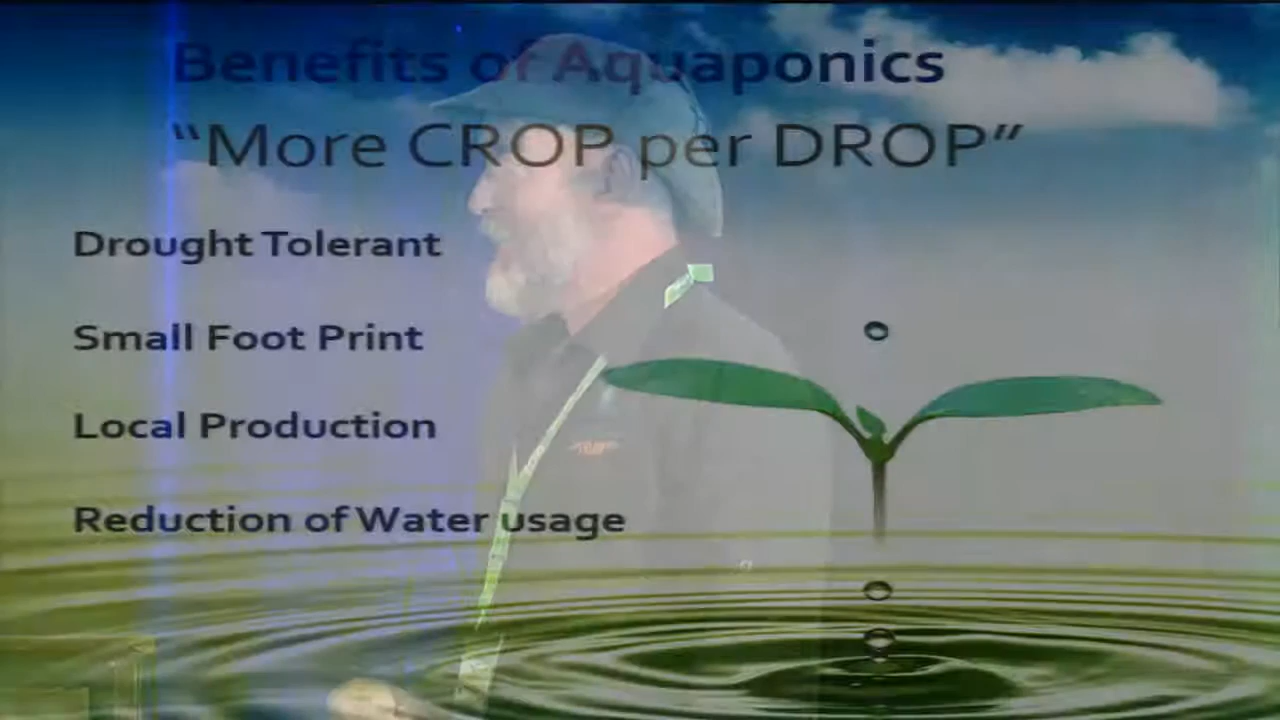 Benefits of Aquaponics
“More CROP per DROP”
Drought Tolerant
Small Foot Print
Local Production
Reduction of Water usage